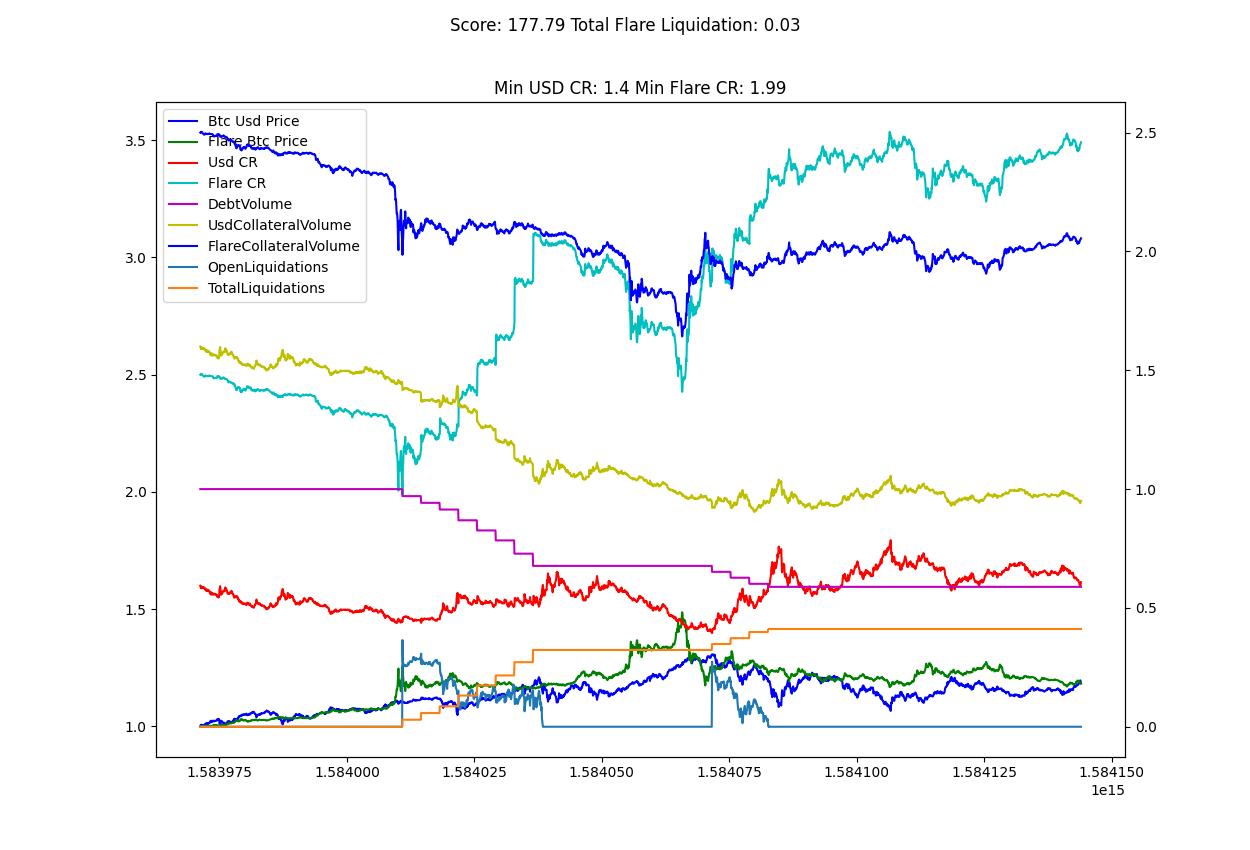 Score: 177.79 Total Flare Liquidation: 0.03
Min USD CR: 1.4 Min Flare CR: 1.99
Btc Usd Price
Flare Btc Price
Usd CR
Flare CR
DebtVolume
UsdCollateralVolume
FlareCollateralVolume
OpenLiquidations
TotalLiquidations
3.5
3.0
2.5
2.0
1.5
1.0
2.5
2.0
1.5
1.0
0.5
0.0
1.583975 1.584000 1.584025 1.584050 1.584075 1.584100 1.584125 1.584150
1e15